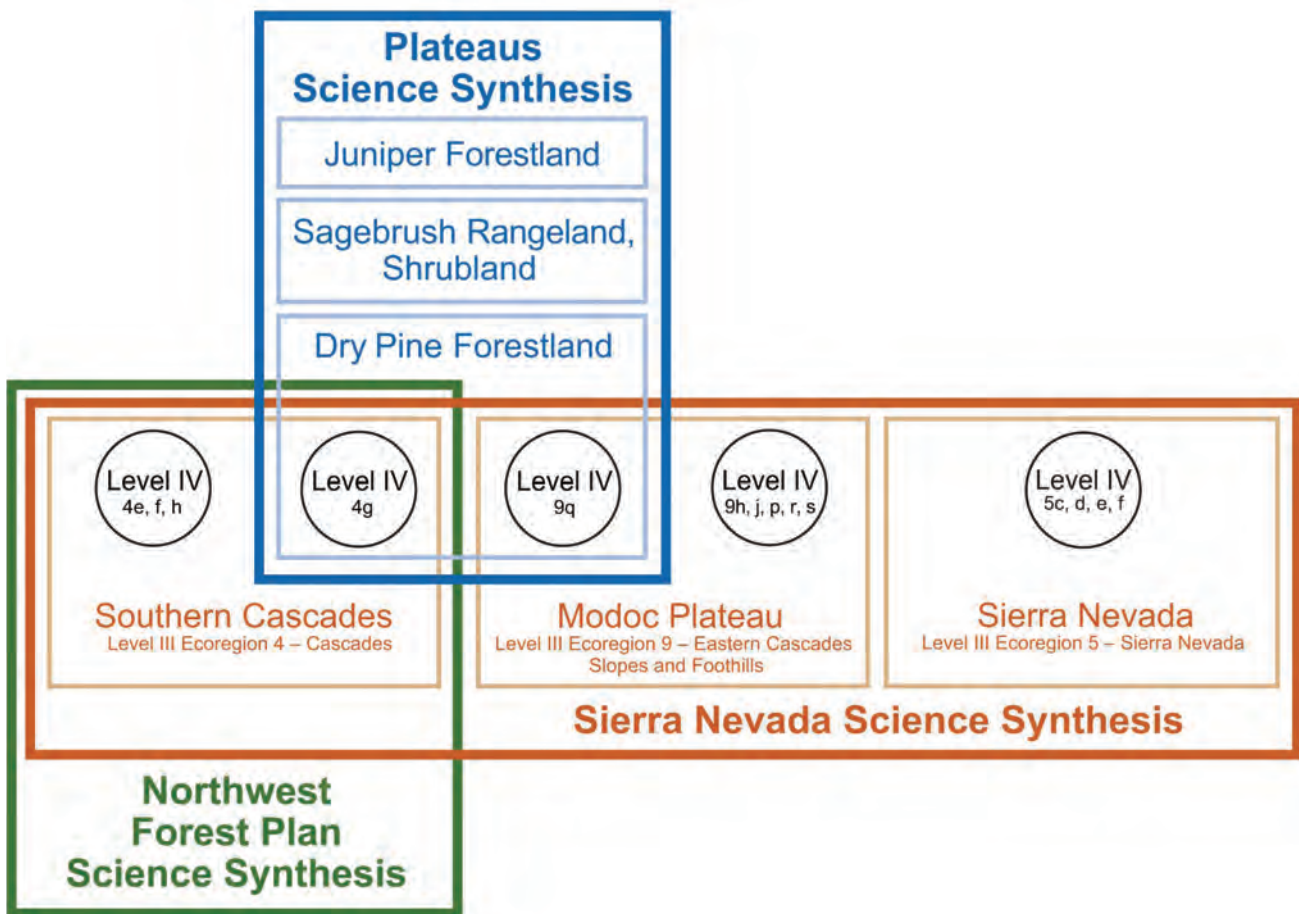 Plateaus
Science Synthesis
Juniper Forestland
Sagebrush Rangeland,
Shrubland
Dry Pine Forestland
Level IV
4e, f, h
Level IV
4g
Level IV
9q
Level IV
9h, j, p, r, s
Level IV
5c, d, e, f
Southern Cascades
Level III Ecoregion 4 – Cascades
Modoc Plateau
Level III Ecoregion 9 – Eastern Cascades
Slopes and Foothills
Sierra Nevada
Level III Ecoregion 5 – Sierra Nevada
Sierra Nevada Science Synthesis
Northwest
Forest Plan
Science Synthesis